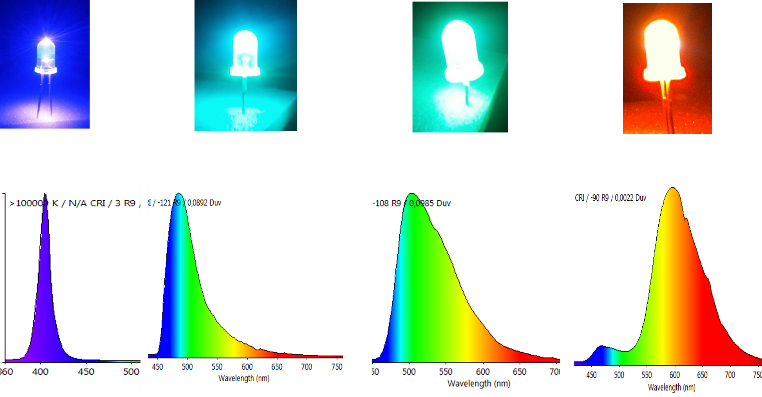 >100000 K / N/A CRI / 3 R9 ,
/ -121 R9 / 0,0892 Duv
-108 R9 / 0,0985 Duv
CRI / -90 R9 / 0,0022 Duv
360 400 450 500
450 500 550 600 650 700 750
Wavelength (nm)
50 500 550 600 650 70
Wavelength (nm)
450 500 550 600 650 700 750
Wavelength (nm)